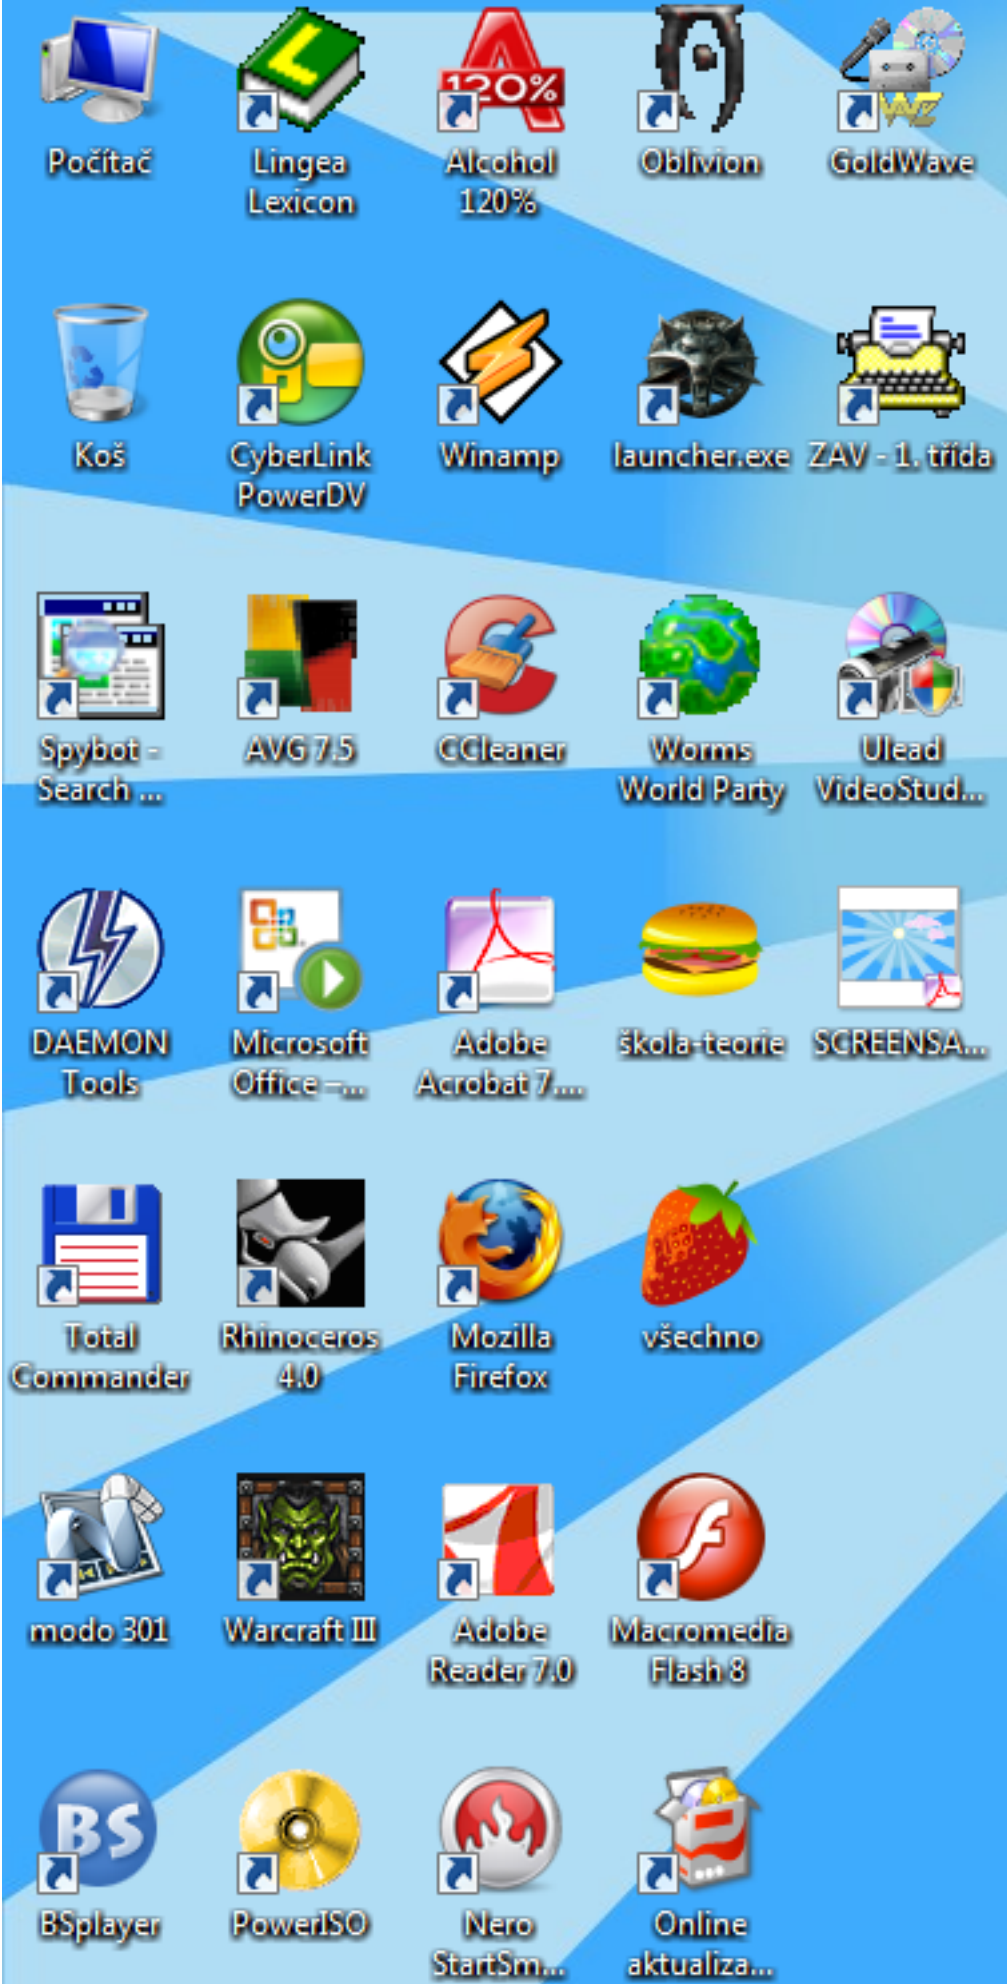 Počítač
Lingea
Lexicon
Alcohol
120%
Oblivion
GoldWave
Koš
CyberLink
PowerDV
Winamp
launcher.exe
ZAV - 1. třída
Spybot -
Search ...
AVG 7.5
CCleaner
Worms
World Party
Ulead
VideoStud...
DAEMON
Tools
Microsoft
Office –...
Adobe
Acrobat 7....
škola-teorie
SCREENSA...
Total
Commander
Rhinoceros
4.0
Mozilla
Firefox
všechno
modo 301
Warcraft III
Adobe
Reader 7.0
Macromedia
Flash 8
BS
BSplayer
PowerISO
Nero
StartSm...
Online
aktualiza...
L
120%